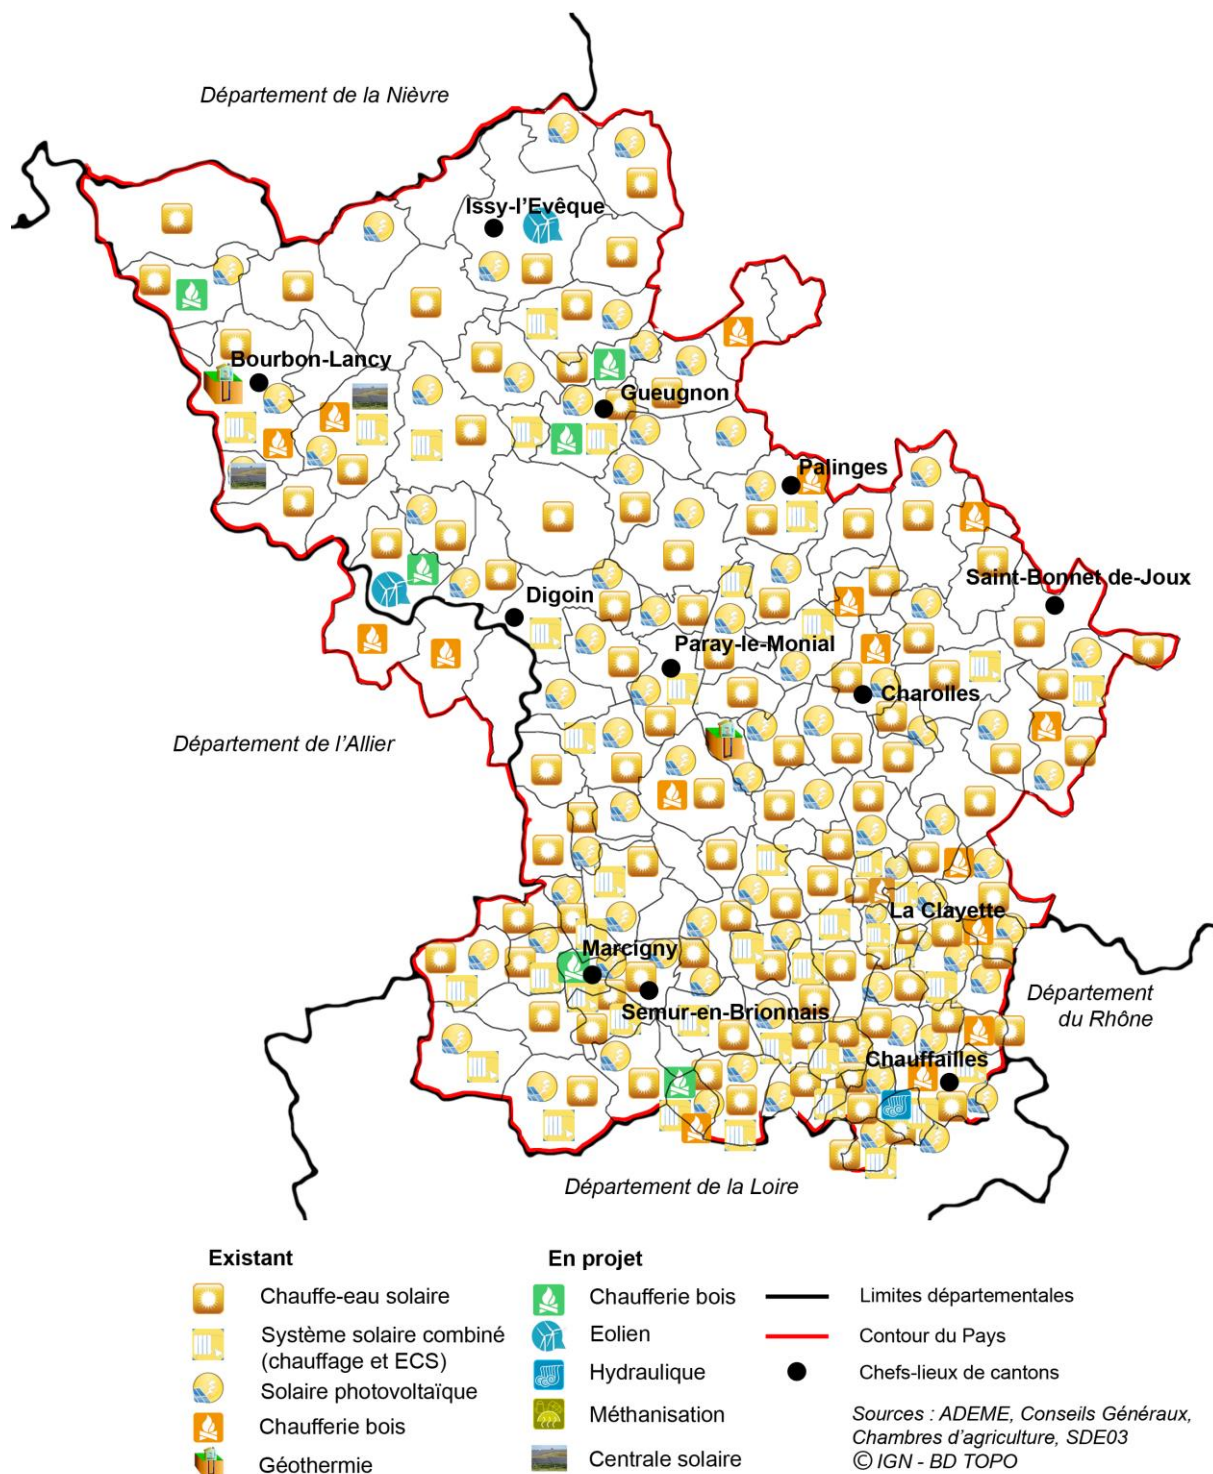 Département de la Nièvre
Issy-l'Evêque
Bourbon-Lancy
Gueugnon
Palinges
Saint-Bonnet de-Joux
Digoin
Paray-le-Monial
Charolles
Département de l'Allier
La Clayette
Marcigny
Semur-en-Brionnais
Département
du Rhône
Chauffailles
Département de la Loire
Existant
Chauffe-eau solaire
Système solaire combiné
(chauffage et ECS)
Solaire photovoltaïque
Chaufferie bois
Géothermie
En projet
Chaufferie bois
Eolien
Hydraulique
Méthanisation
Centrale solaire
Limites départementales
Contour du Pays
Chefs-lieux de cantons
Sources : ADEME, Conseils Généraux,
Chambres d'agriculture, SDE03
© IGN - BD TOPO